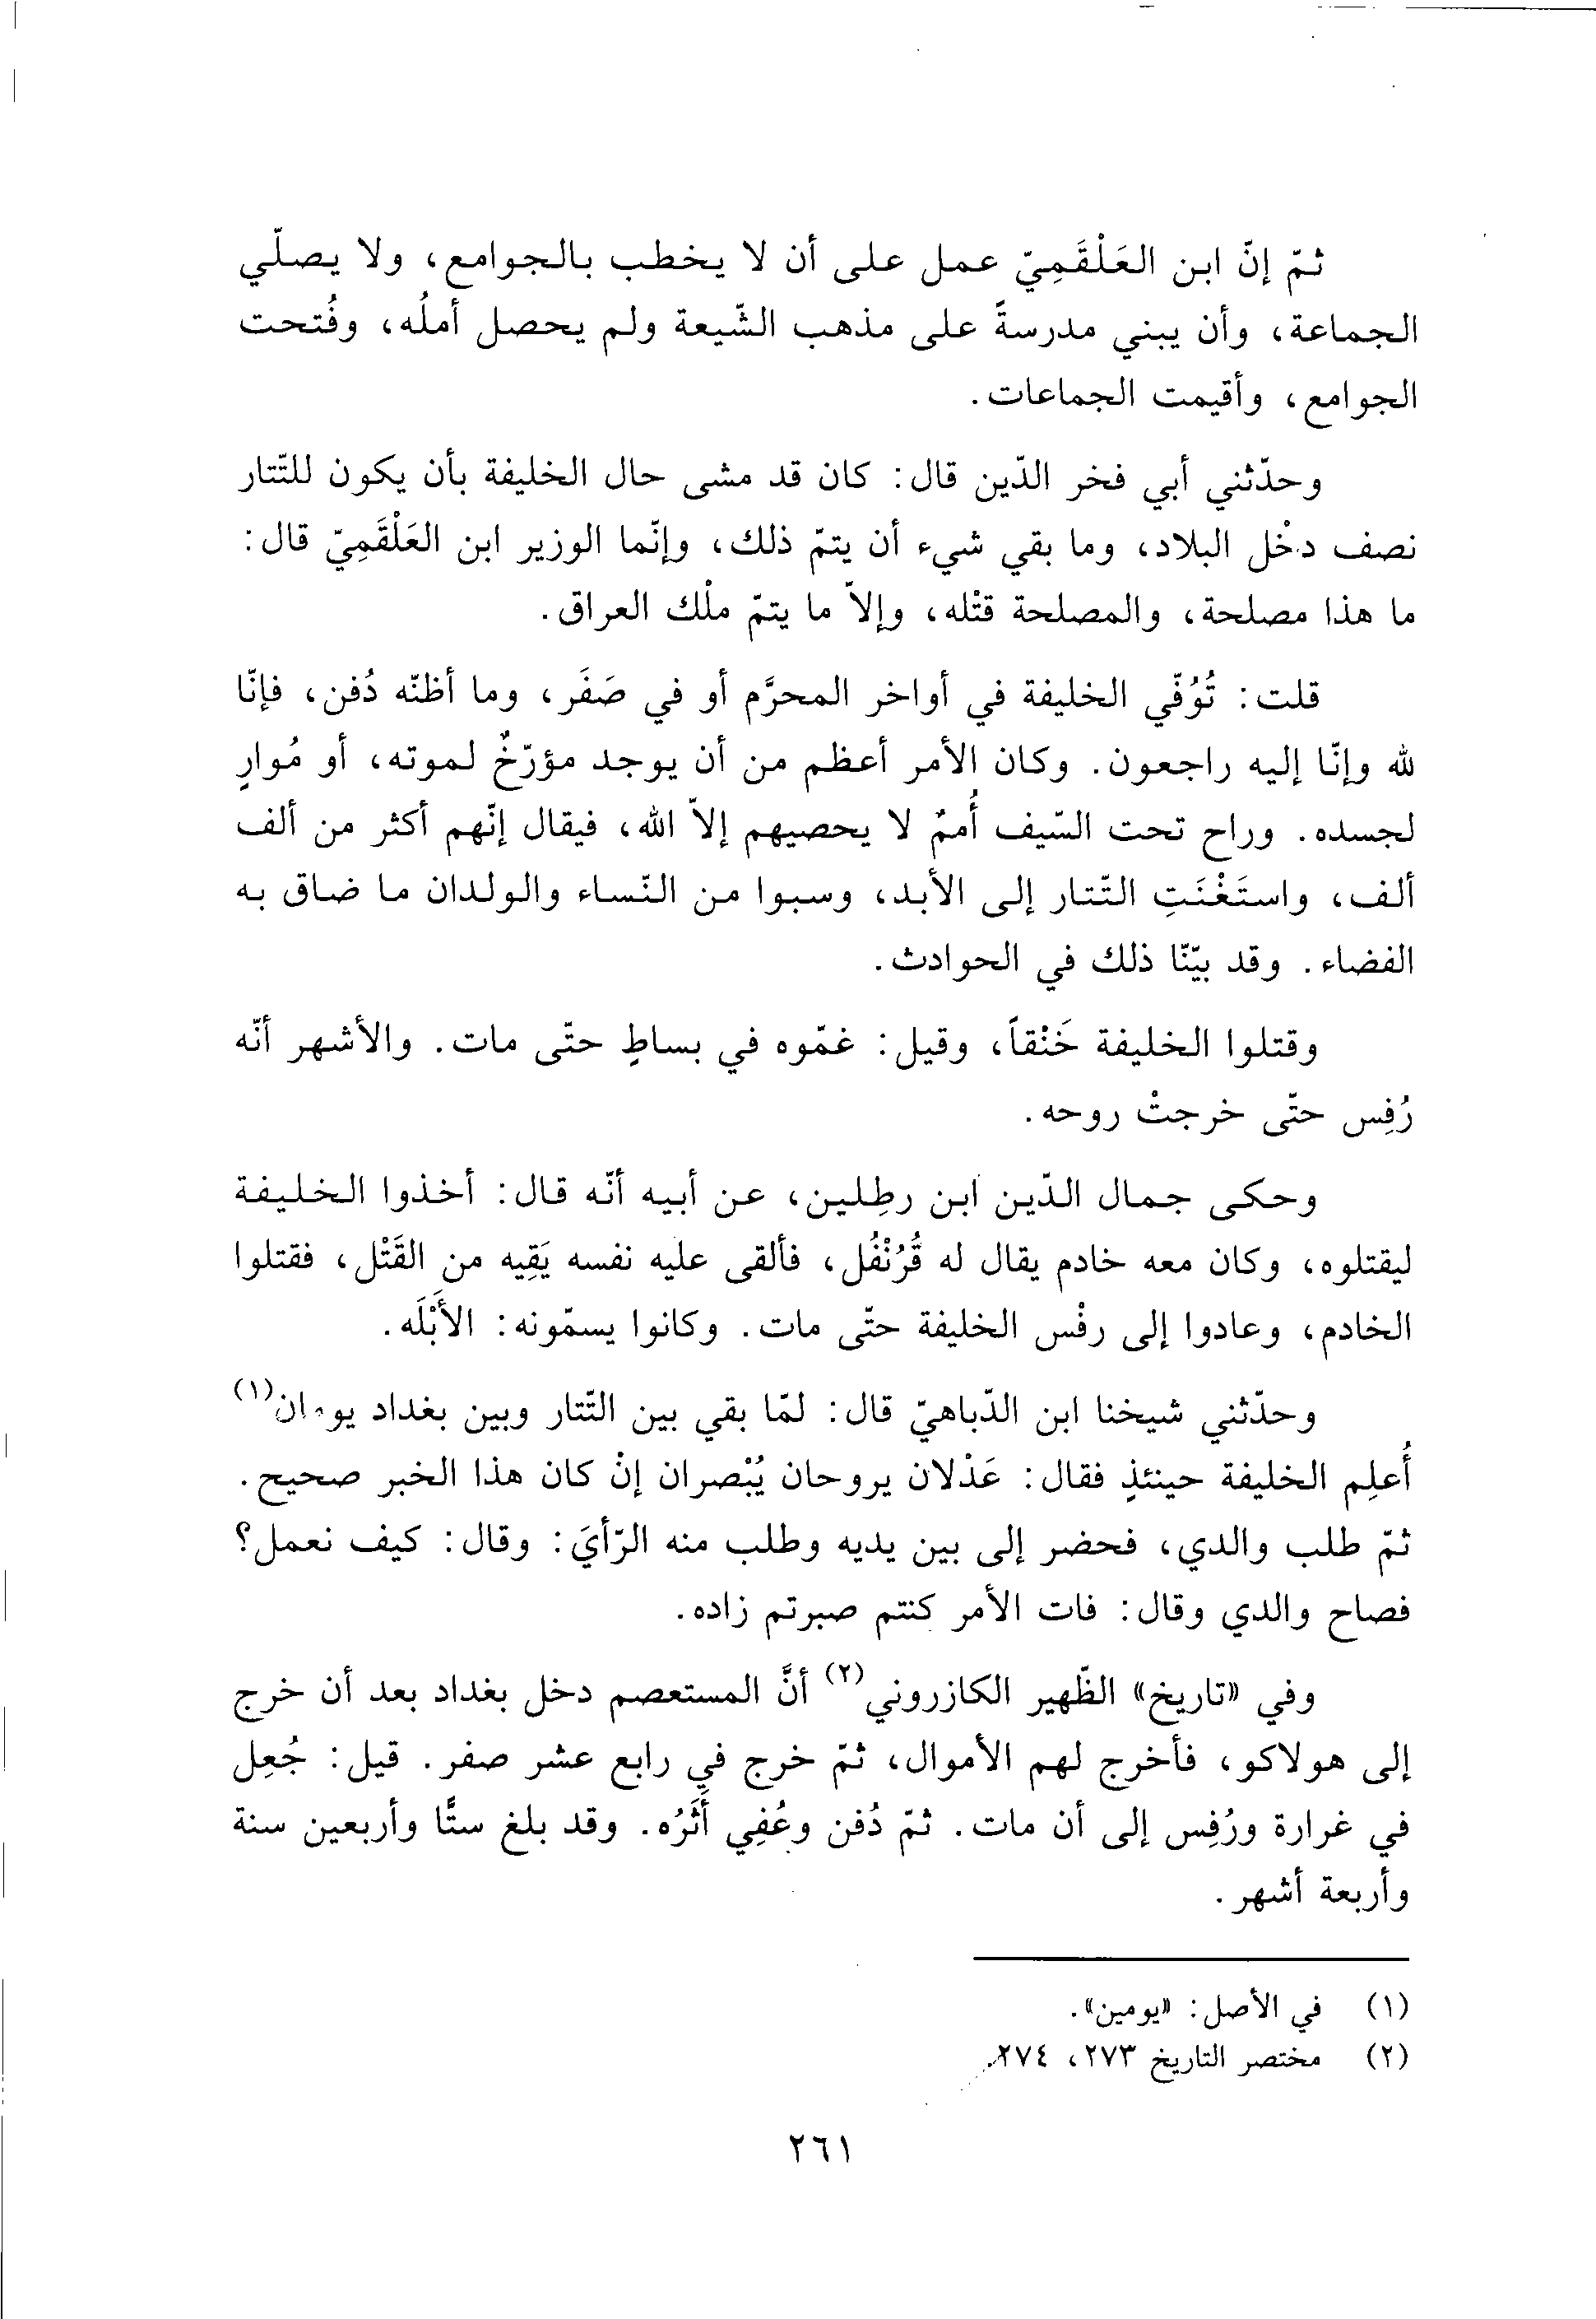 ثمّ إنّ ابن العَلْقَمِيّ عمل على أن لا يخطب بالجوامع، ولا يصلّي
الجماعة، وأن يبني مدرسةً على مذهب الشّيعة ولم يحصل أملُه، وفُتحت
الجوامع، وأقيمت الجماعات.
وحدّثني أبي فخر الدّين قال: كان قد مشى حال الخليفة بأن يكون للتّتار
نصف دخْل البلاد، وما بقي شيء أن يتمّ ذلك، وإنّما الوزير ابن العَلْقَمِيّ قال:
ما هذا مصلحة، والمصلحة قتْله، وإلاّ ما يتمّ ملْك العراق.
قلت: تُوُفّي الخليفة في أواخر المحرَّم أو في صَفَر، وما أظنّه دُفن، فإنّا
لله وإنّا إليه راجعون. وكان الأمر أعظم من أن يوجد مؤرّخٌ لموته، أو مُوارٍ
لجسده. وراح تحت السّيف أُممٌ لا يحصيهم إلاّ الله، فيقال إنّهم أكثر من ألف
ألف، واستَغْنَتِ التّتار إلى الأبد، وسبوا من النّساء والولدان ما ضاق به
الفضاء. وقد بيّنّا ذلك في الحوادث.
وقتلوا الخليفة خَنْقاً، وقيل: غمّوه في بساطٍ حتّى مات. والأشهر أنّه
رُفِس حتّى خرجتْ روحه.
وحكى جمال الدّين ابن رطِلين، عن أبيه أنّه قال: أخذوا الخليفة
ليقتلوه، وكان معه خادم يقال له قُرُنْفُل، فألقى عليه نفسه يَقِيه من القَتْل، فقتلوا
الخادم، وعادوا إلى رفْس الخليفة حتّى مات. وكانوا يسمّونه: الأَبْلَه.
وحدّثني شيخنا ابن الدّباهيّ قال: لمّا بقي بين التّتار وبين بغداد يومان(١)
أُعلِم الخليفة حينئذٍ فقال: عَدْلان يروحان يُبْصران إنْ كان هذا الخبر صحيح.
ثمّ طلب والدي، فحضر إلى بين يديه وطلب منه الرّأيَ: وقال: كيف نعمل؟
فصاح والدي وقال: فات الأمر كنتم صبرتم زاده.
وفي «تاريخ» الظّهير الكازروني(٢) أنَّ المستعصم دخل بغداد بعد أن خرج
إلى هولاكو، فأخرج لهم الأموال، ثمّ خرج في رابع عشر صفر. قيل: جُعِل
في غرارة ورُفِس إلى أن مات. ثمّ دُفن وعُفِي أَثَرُه. وقد بلغ ستًّا وأربعين سنة
وأربعة أشهر.
(١) في الأصل: «يومين».
(٢) مختصر التاريخ ٢٧٣، ٢٧٤.
٢٦١